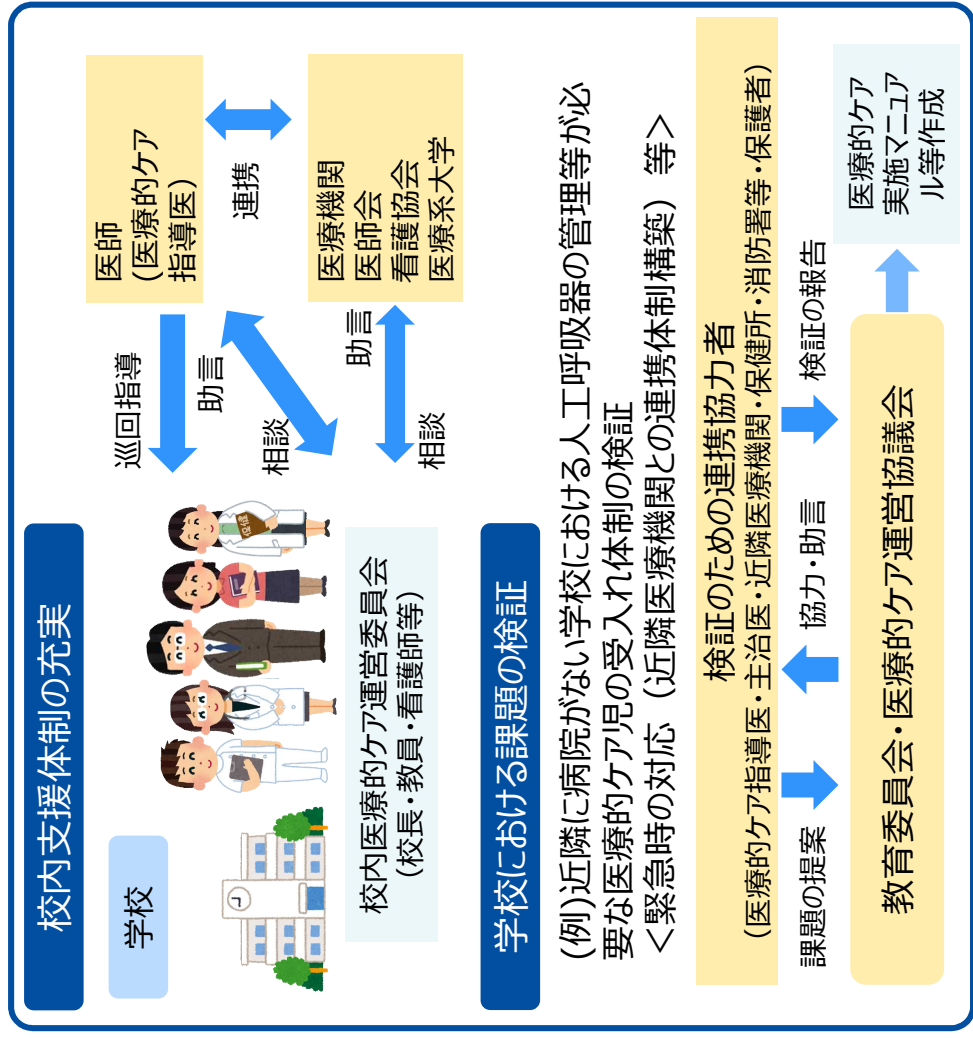 校内支援体制の充実
学校
校内医療的ケア運営委員会
(校長・教員・看護師等)
巡回指導
助言
相談
助言
相談
医師
(医療的ケア
指導医)
連携
医療機関
医師会
看護協会
医療系大学
学校における課題の検証
(例)近隣に病院がない学校における人工呼吸器の管理等が必
要な医療的ケア児の受入れ体制の検証
＜緊急時の対応（近隣医療機関との連携体制構築）等＞
検証のための連携協力者
(医療的ケア指導医・主治医・近隣医療機関・保健所・消防署等・保護者)
課題の提案
協力・助言
検証の報告
教育委員会・医療的ケア運営協議会
医療的ケア
実施マニュア
ル等作成